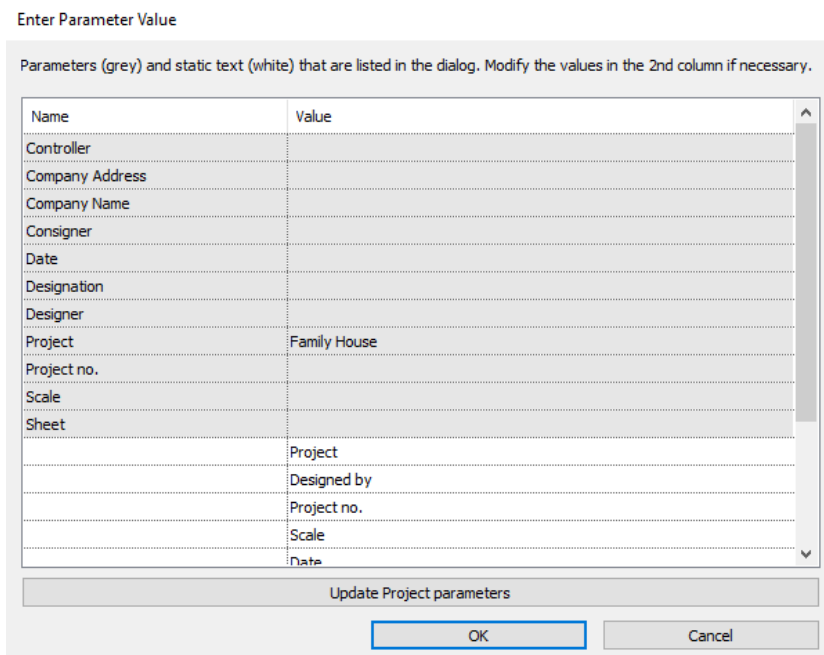 Enter Parameter Value
Parameters (grey) and static text (white) that are listed in the dialog. Modify the values in the 2nd column if necessary.
Name Value
Controller
Company Address
Company Name
Consigner
Date
Designation
Designer
Project Family House
Project no.
Scale
Sheet
Project
Designed by
Project no.
Scale
Date
Update Project parameters
OK Cancel